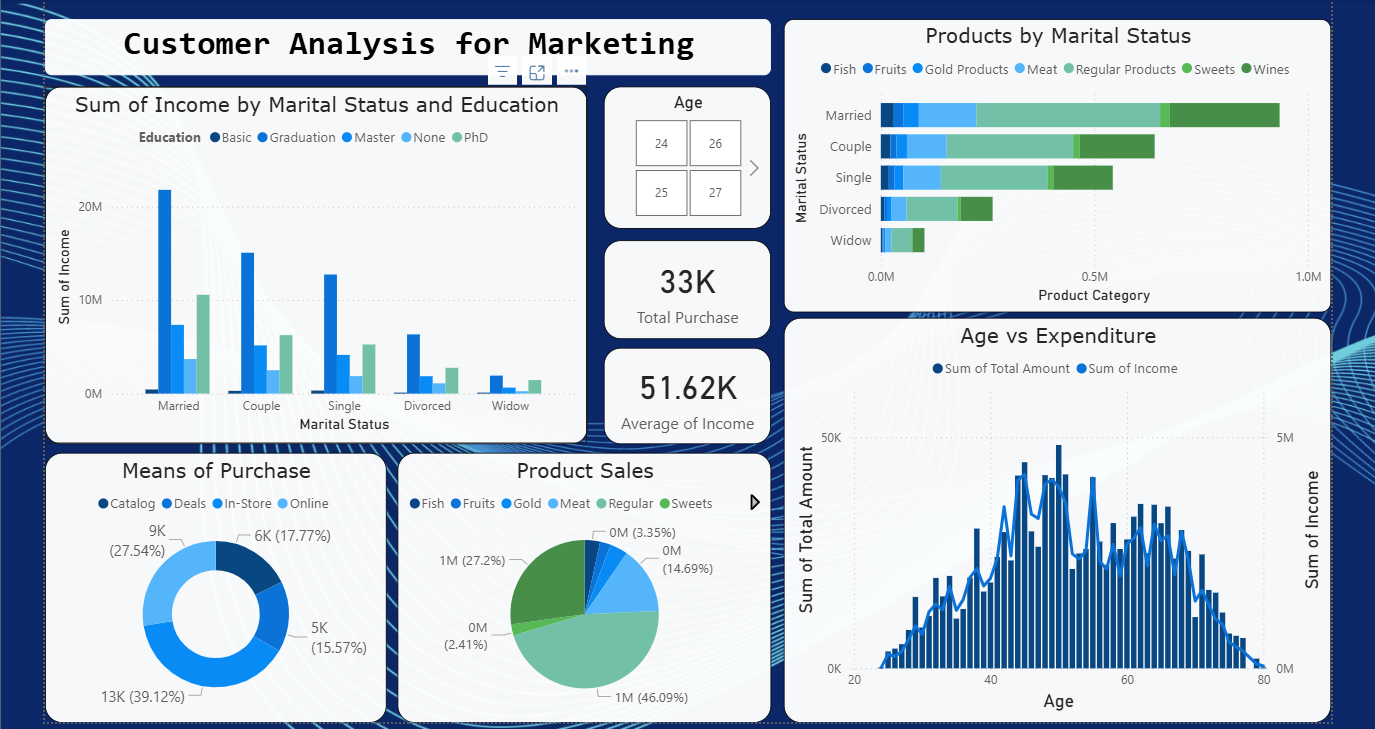 Customer Analysis for Marketing
Sum of Income by Marital Status and Education
Education Basic Graduation Master None PhD
Sum of Income
20M
10M
0M
Married Couple Single Divorced Widow
Marital Status
Age
24 26
25 27
33K
Total Purchase
51.62K
Average of Income
Products by Marital Status
Fish Fruits Gold Products Meat Regular Products Sweets Wines
Marital Status
Married
Couple
Single
Divorced
Widow
0.0M 0.5M 1.0M
Product Category
Means of Purchase
Catalog Deals In-Store Online
9K
(27.54%)
6K (17.77%)
5K
(15.57%)
13K (39.12%)
Product Sales
Fish Fruits Gold Meat Regular Sweets
0M (3.35%)
0M
(14.69%)
1M (27.2%)
0M
(2.41%)
1M (46.09%)
Age vs Expenditure
Sum of Total Amount Sum of Income
Sum of Total Amount
50K
0K
5M
0M
Sum of Income
20 40 60 80
Age